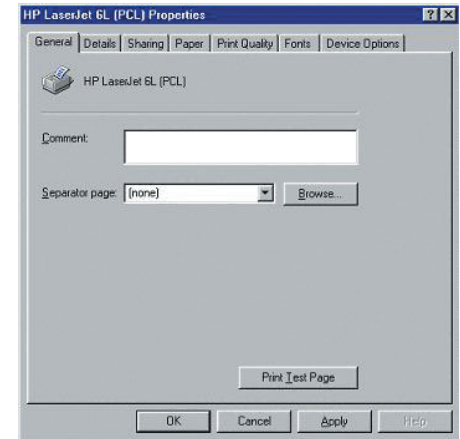 HP LaserJet 6L (PCL) Properties
General Details Sharing Paper Print Quality Fonts Device Options
HP LaserJet 6L (PCL)
Comment:
Separator page: (none) Browse...
Print Test Page
OK Cancel Apply Help